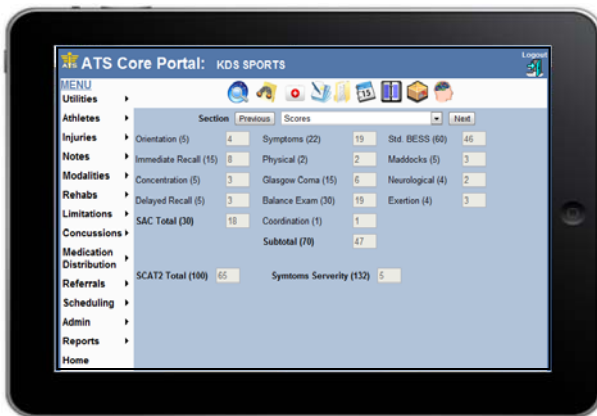 ATS Core Portal: KDS SPORTS
Logout
MENU
Utilities
Athletes
Injuries
Notes
Modalities
Rehabs
Limitations
Concussions
Medication
Distribution
Referrals
Scheduling
Admin
Reports
Home
15
Section Previous Scores Next
Orientation (5) 4 Symptoms (22) 19 Std. BESS (60) 46
Immediate Recall (15) 8 Physical (2) 2 Maddocks (5) 3
Concentration (5) 3 Glasgow Coma (15) 6 Neurological (4) 2
Delayed Recall (5) 3 Balance Exam (30) 19 Exertion (4) 3
SAC Total (30) 18 Coordination (1) 1
Subtotal (70) 47
SCAT2 Total (100) 65 Symtoms Serverity (132) 5